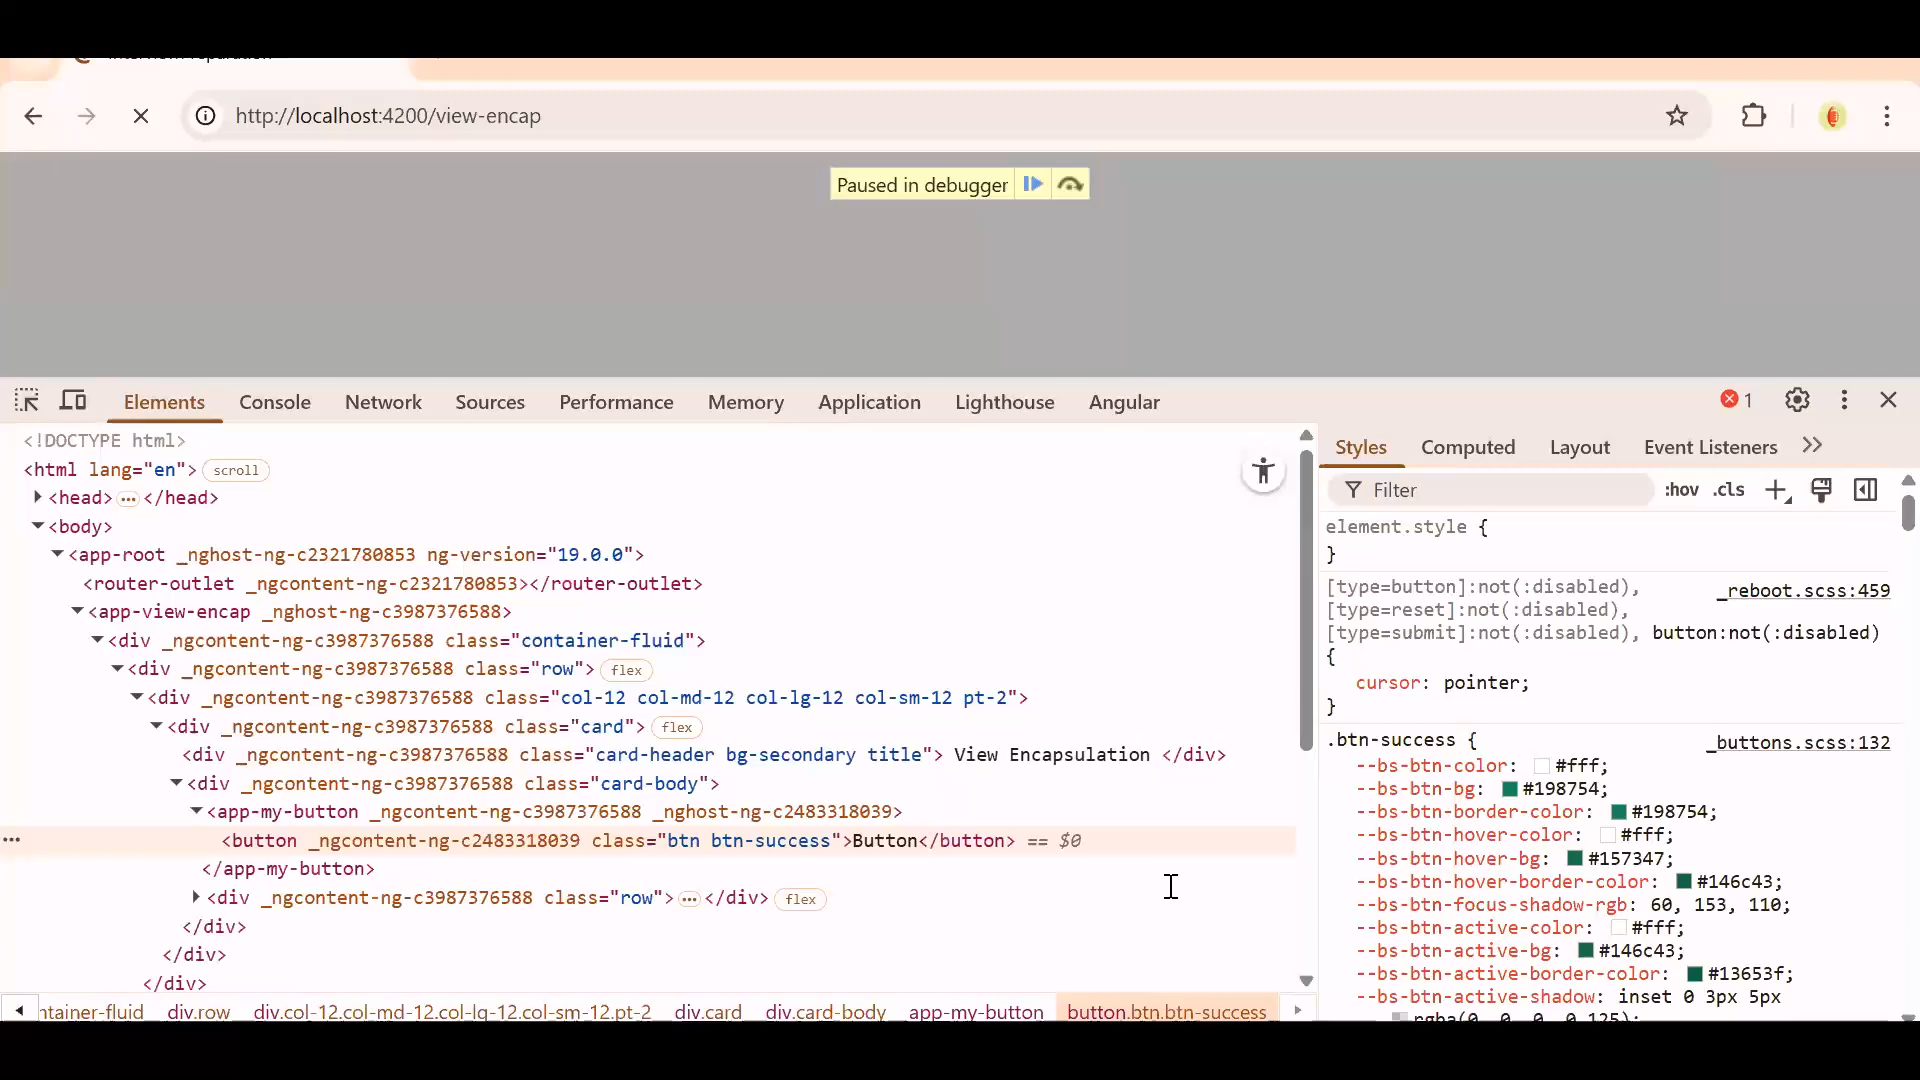 http://localhost:4200/view-encap
Paused in debugger
Elements Console Network Sources Performance Memory Application Lighthouse Angular 1
<!DOCTYPE html>
<html lang="en"> scroll
<head> ··· </head>
<body>
<app-root _nghost-ng-c2321780853 ng-version="19.0.0">
<router-outlet _ngcontent-ng-c2321780853></router-outlet>
<app-view-encap _nghost-ng-c3987376588>
<div _ngcontent-ng-c3987376588 class="container-fluid">
<div _ngcontent-ng-c3987376588 class="row"> flex
<div _ngcontent-ng-c3987376588 class="col-12 col-md-12 col-lg-12 col-sm-12 pt-2">
<div _ngcontent-ng-c3987376588 class="card"> flex
<div _ngcontent-ng-c3987376588 class="card-header bg-secondary title"> View Encapsulation </div>
<div _ngcontent-ng-c3987376588 class="card-body">
<app-my-button _ngcontent-ng-c3987376588 _nghost-ng-c2483318039>
··· <button _ngcontent-ng-c2483318039 class="btn btn-success">Button</button> == $0
</app-my-button>
<div _ngcontent-ng-c3987376588 class="row"> ··· </div> flex
</div>
</div>
</div>
ntainer-fluid div.row div.col-12.col-md-12.col-lg-12.col-sm-12.pt-2 div.card div.card-body app-my-button button.btn.btn-success
Styles Computed Layout Event Listeners
Filter :hov .cls
element.style {
}
[type=button]:not(:disabled), _reboot.scss:459
[type=reset]:not(:disabled),
[type=submit]:not(:disabled), button:not(:disabled)
{
cursor: pointer;
}
.btn-success { _buttons.scss:132
--bs-btn-color: #fff;
--bs-btn-bg: #198754;
--bs-btn-border-color: #198754;
--bs-btn-hover-color: #fff;
--bs-btn-hover-bg: #157347;
--bs-btn-hover-border-color: #146c43;
--bs-btn-focus-shadow-rgb: 60, 153, 110;
--bs-btn-active-color: #fff;
--bs-btn-active-bg: #146c43;
--bs-btn-active-border-color: #13653f;
--bs-btn-active-shadow: inset 0 3px 5px
rgba(0, 0, 0, 0.125);